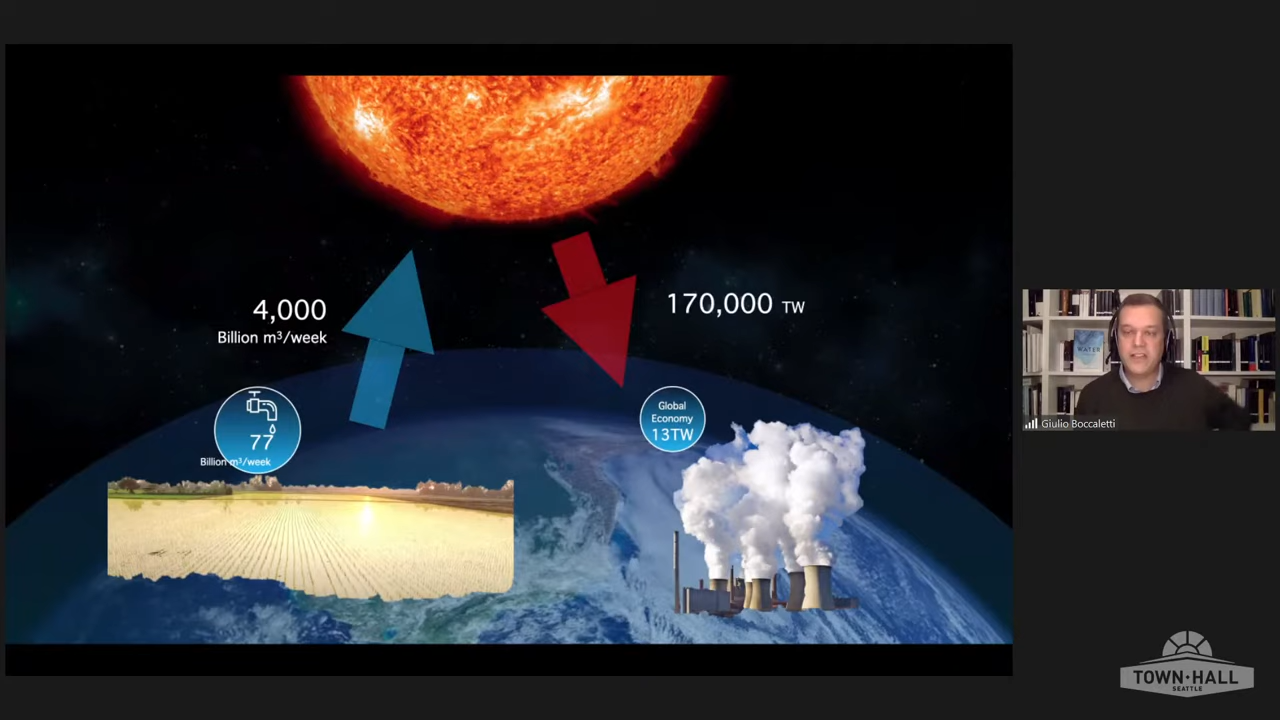 4,000
Billion m³/week
170,000 TW
77
Billion m³/week
Global
Economy
13TW
WATER
Giulio Boccaletti
TOWN·HALL
SEATTLE